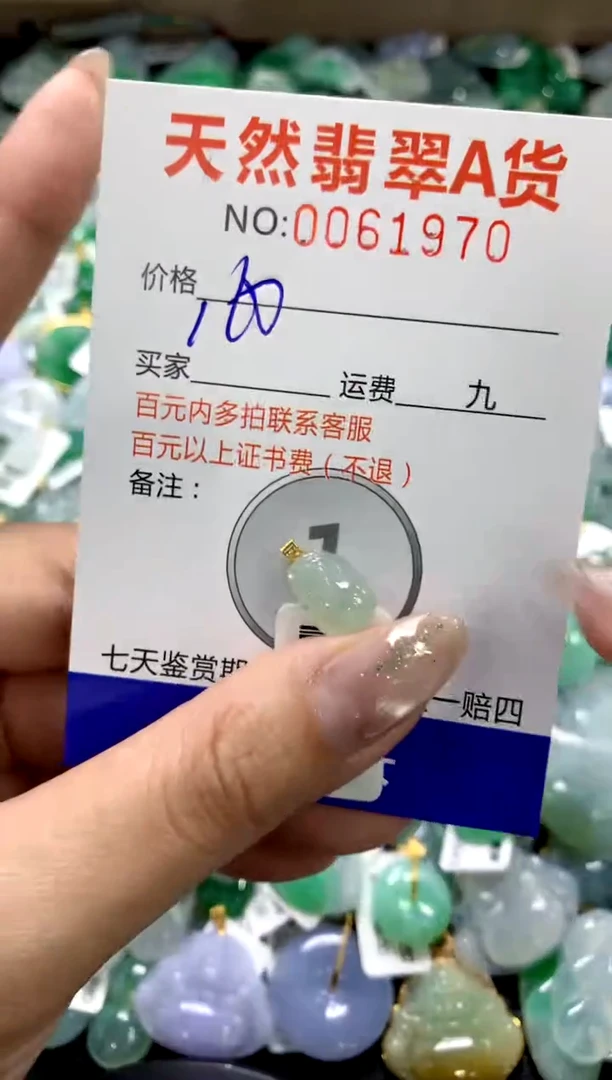 天然翡翠A货
NO:0061970
价格 100
买家 运费 九
百元内多拍联系客服
百元以上证书费（不退）
备注：
1
七天鉴赏期 一赔四